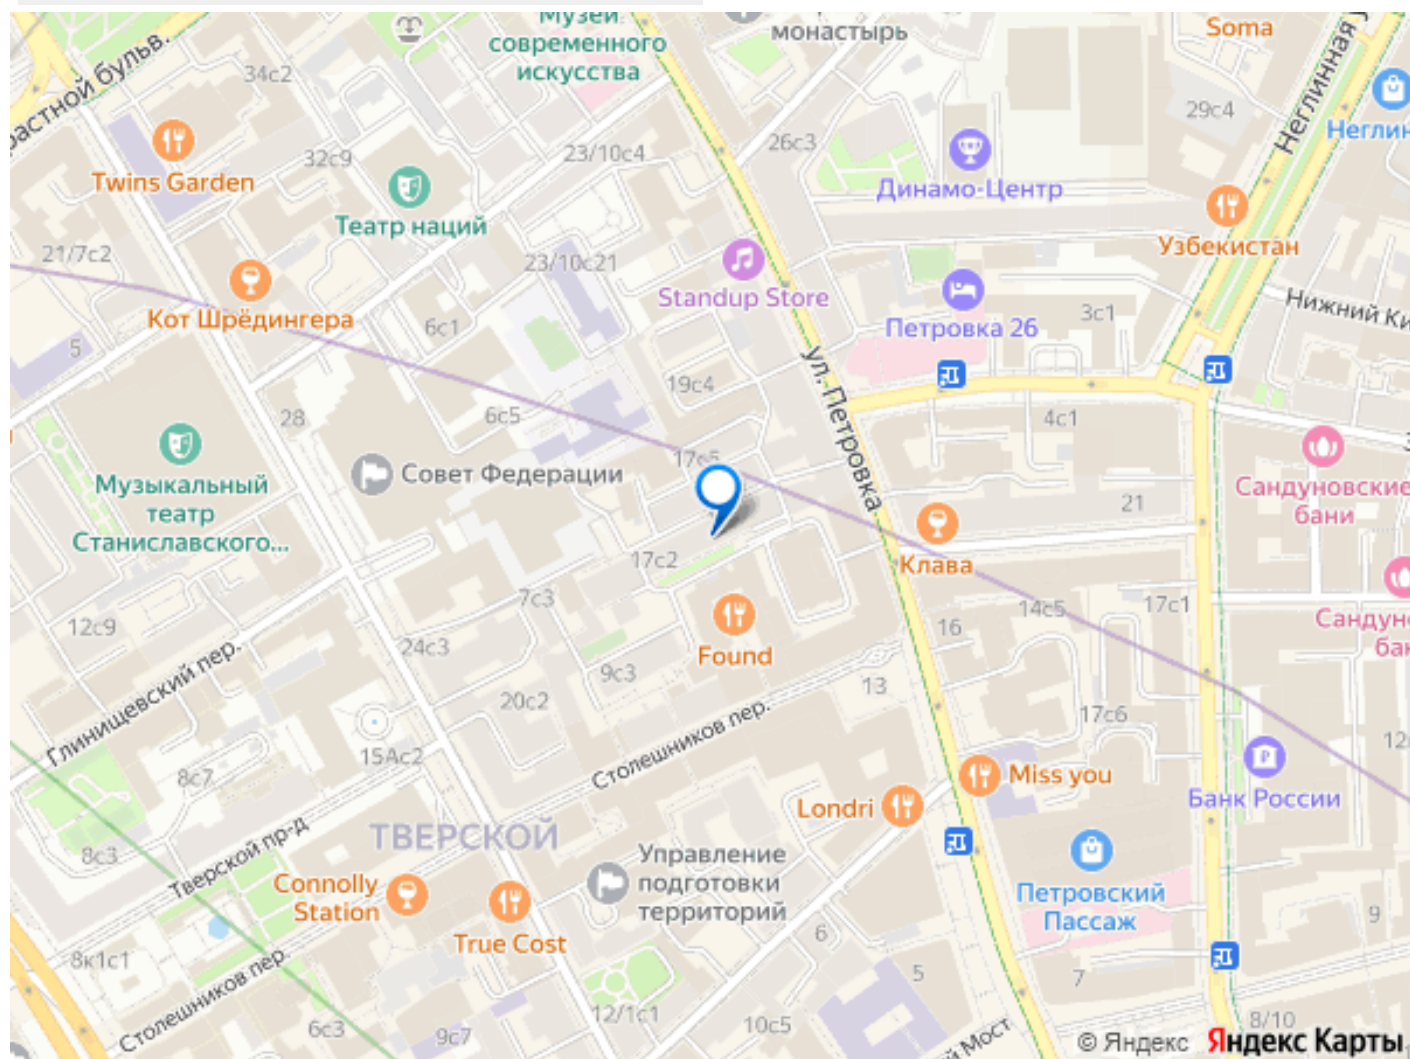 Музей
современного
искусства
монастырь
Soma
34с2
растной бульв.
Неглинная у
29с4
Неглин
26с3
23/10с4
32с9
Twins Garden
Театр наций
Динамо-Центр
Узбекистан
21/7с2
23/10с21
Standup Store
Кот Шрёдингера
6с1
Петровка 26
3с1
Нижний Ки
5
ул. Петровка
19с4
28
6с5
4с1
17с5
Совет Федерации
Музыкальный
театр
Станиславского...
Сандуновские
бани
21
Клава
17с2
7с3
14с5
17с1
12с9
24с3
16
Found
Сандун
бан
9с3
Глинищевский пер.
20с2
13
Столешников пер.
17с6
15Ас2
8с7
Miss you
Londri
Банк России
12
ТВЕРСКОЙ
Тверской пр-д
8с3
Управление
подготовки
территорий
Connolly
Station
True Cost
Петровский
Пассаж
9
6
8к1с1
5
7
Столешников пер.
12/1с1
10с5
6с3
9с7
й Мост
8/10
© Яндекс Яндекс Карты